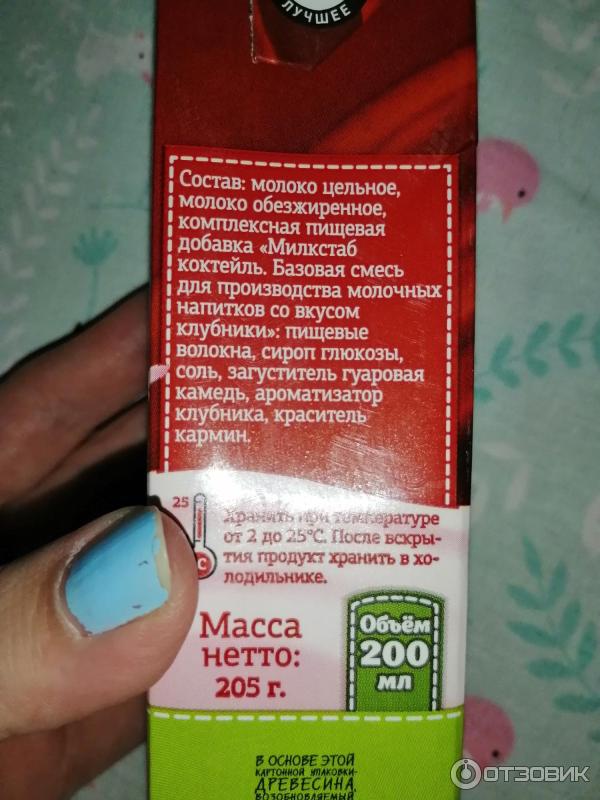 ЛУЧШЕЕ
Состав: молоко цельное,
молоко обезжиренное,
комплексная пищевая
добавка «Милкстаб
коктейль. Базовая смесь
для производства молочных
напитков со вкусом
клубники»: пищевые
волокна, сироп глюкозы,
соль, загуститель гуаровая
камедь, ароматизатор
клубника, краситель
кармин.
25
°C
Хранить при температуре
от 2 до 25°С. После вскры-
тия продукт хранить в хо-
лодильнике.
Масса
нетто:
205 г.
Объём
200
мл
В ОСНОВЕ ЭТОЙ
КАРТОННОЙ УПАКОВКИ-
ДРЕВЕСИНА,
ВОЗОБНОВЛЯЕМЫЙ
ОТЗОВИК